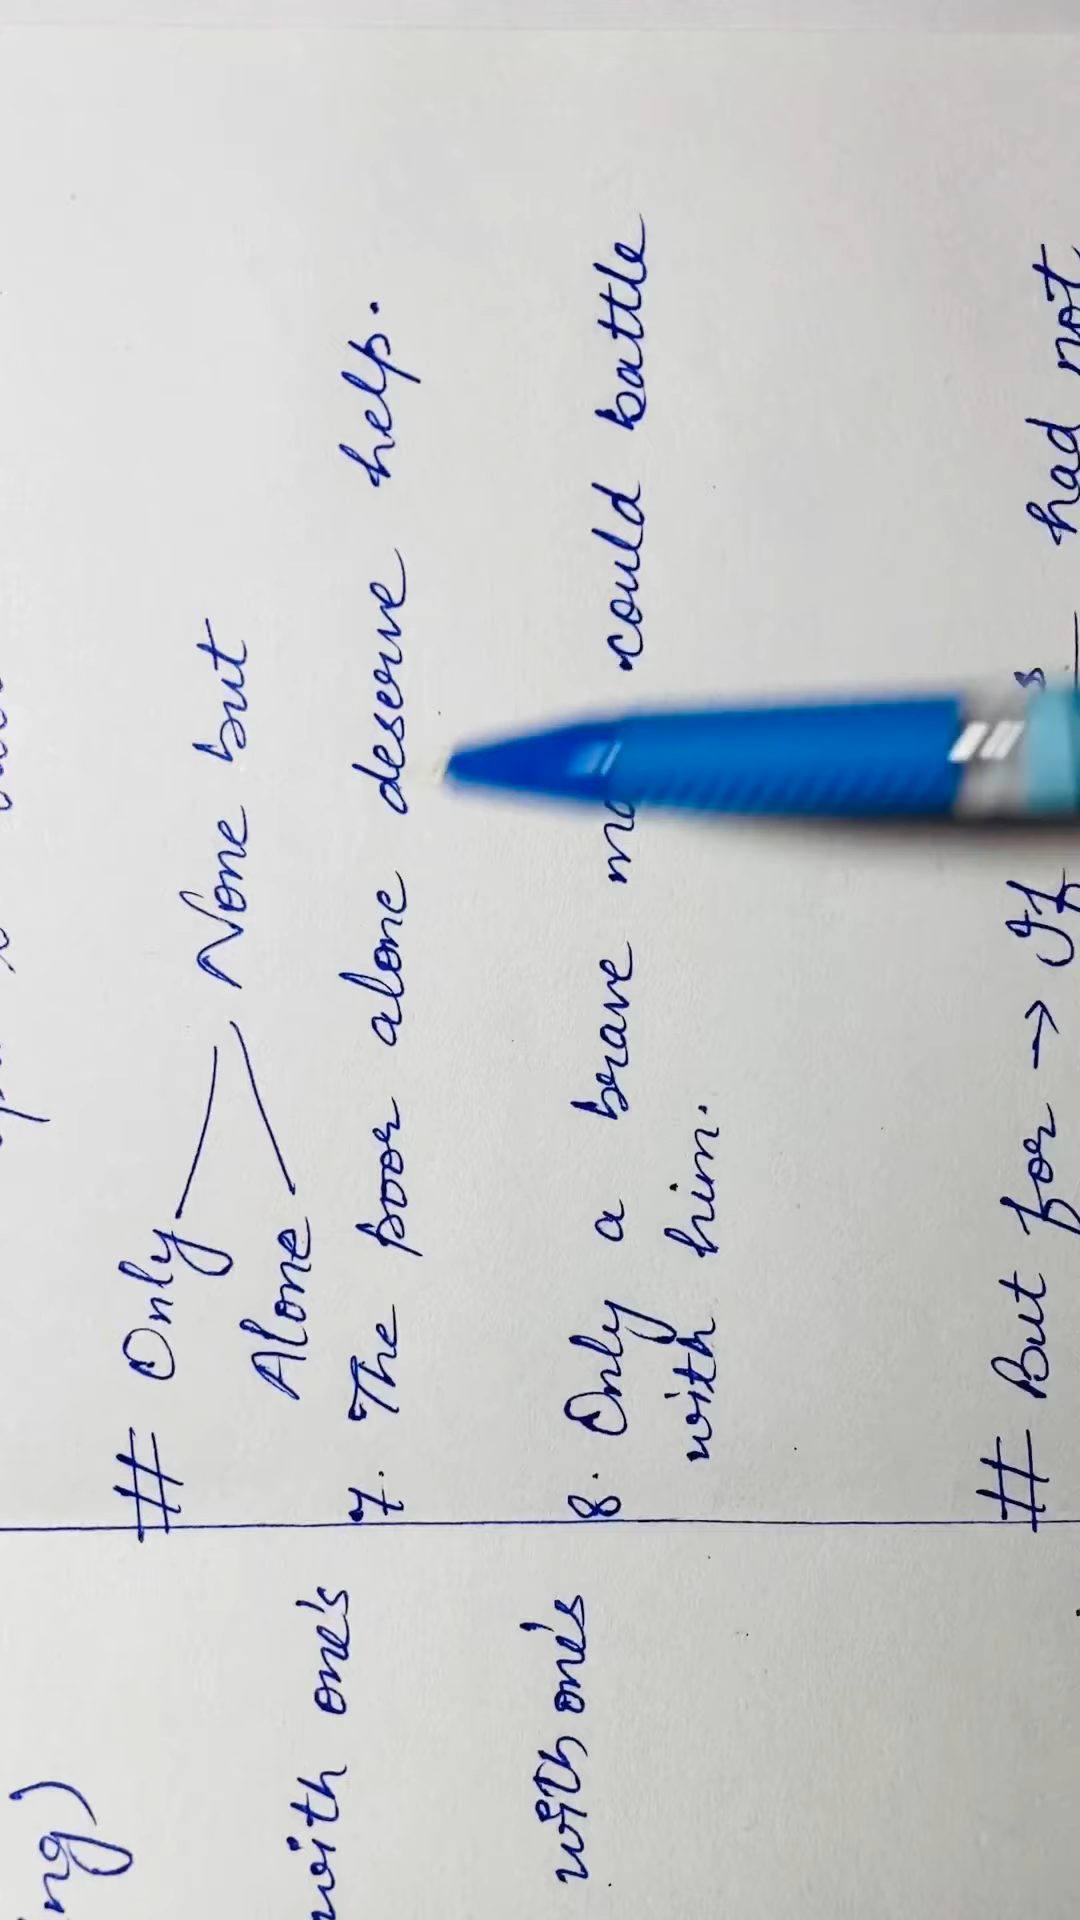 # Only
None but
Alone
7. The poor alone deserve help.
8. Only a brave could battle
with him.
# But for → If had not
ing)
with one's
with one's